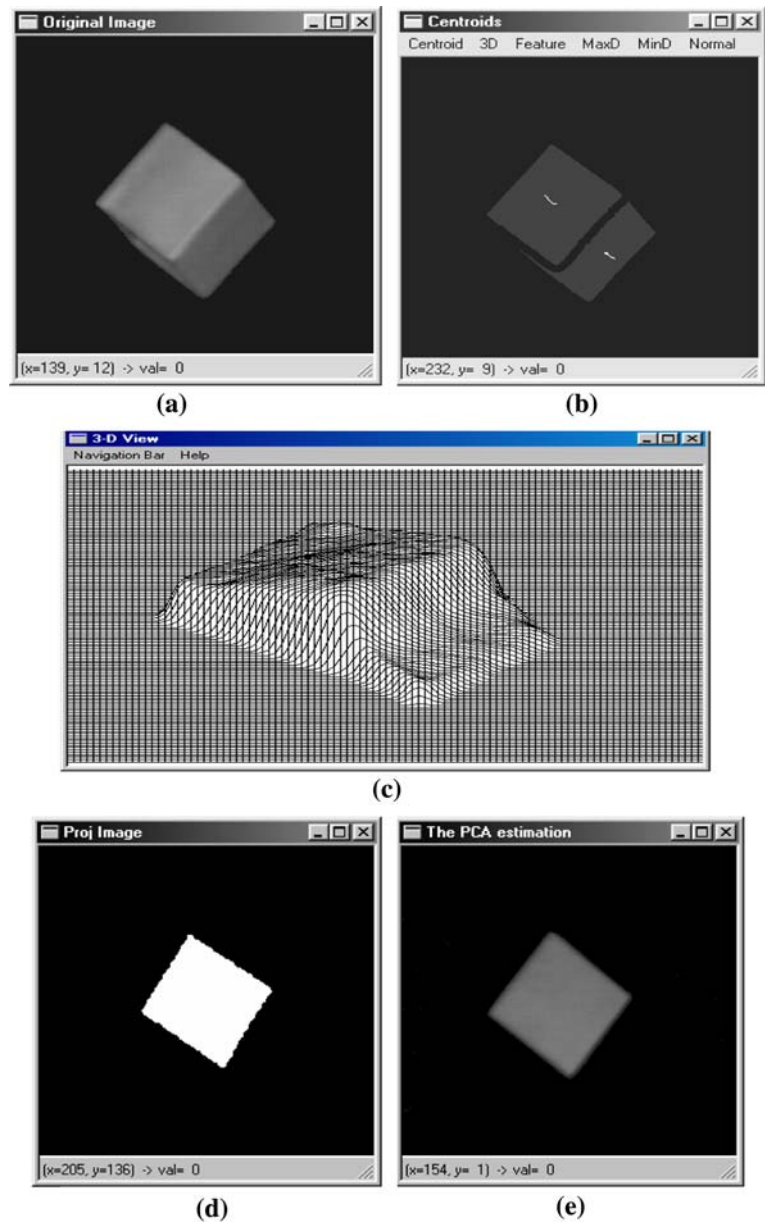 Original Image
Centroids
Centroid 3D Feature MaxD MinD Normal
(x=139, y= 12) -> val= 0
(x=232, y= 9) -> val= 0
(a)
(b)
3-D View
Navigation Bar Help
(c)
Proj Image
The PCA estimation
(x=205, y=136) -> val= 0
(x=154, y= 1) -> val= 0
(d)
(e)